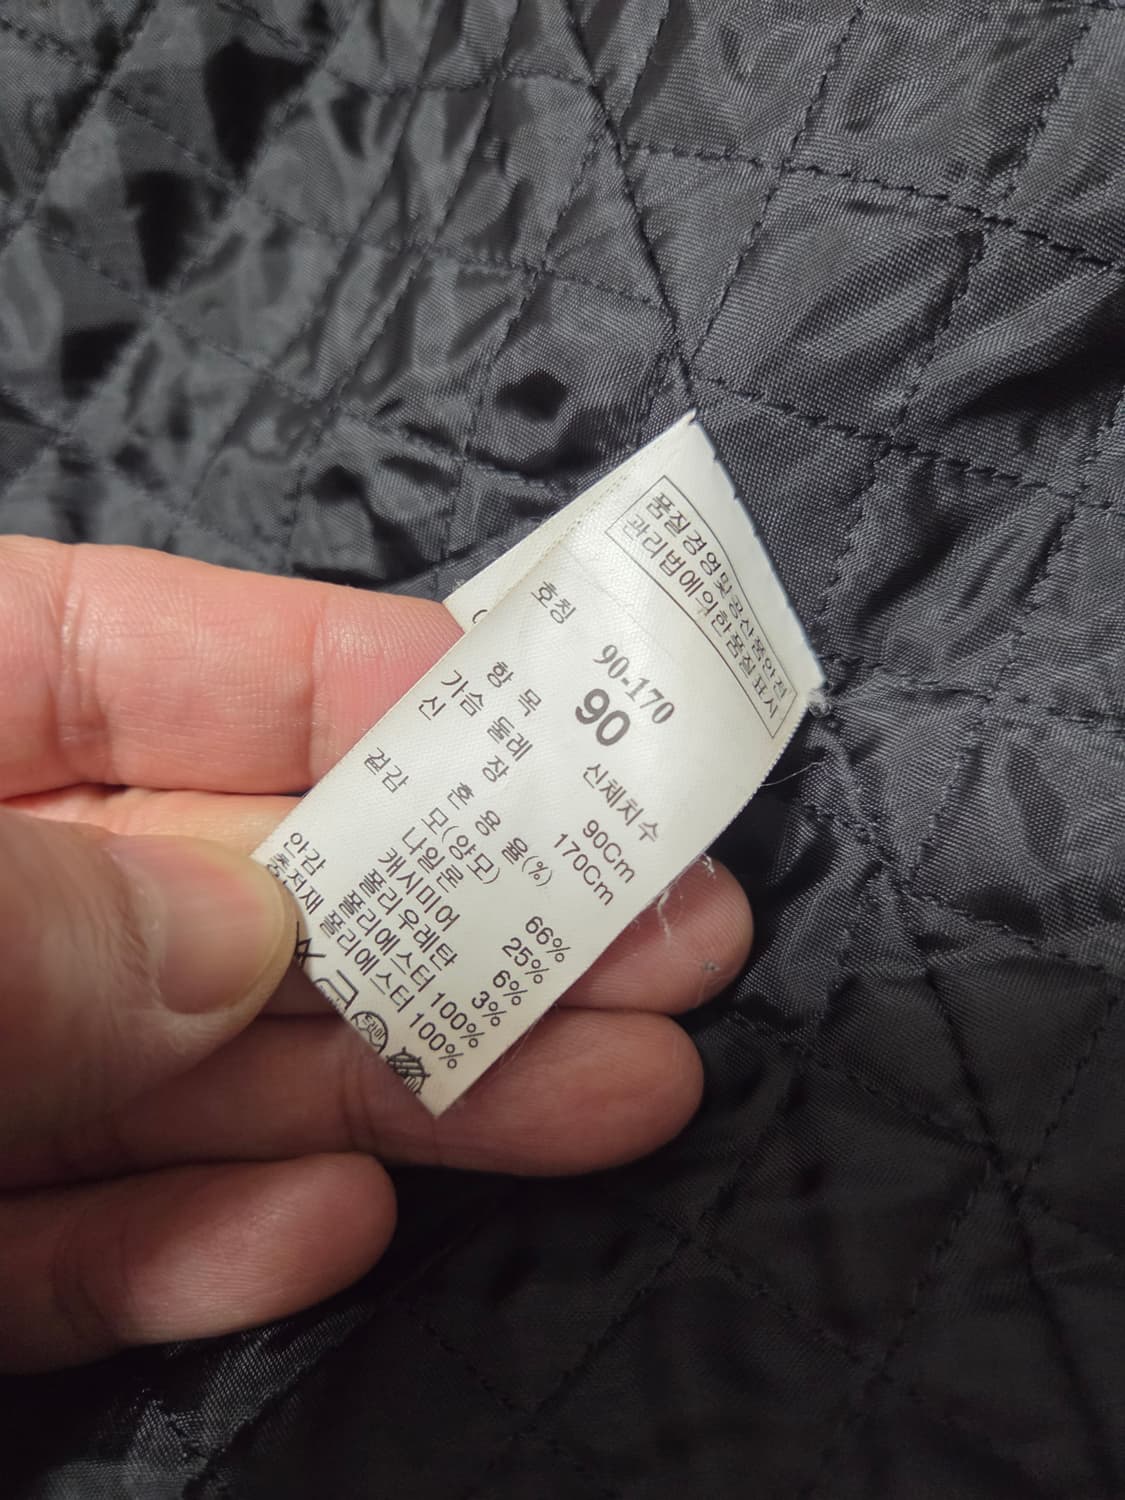 품질경영및공산품안전
관리법에의한품질표시
호칭 90-170
90
항 목 신체치수
가슴 둘레 90Cm
신 장 170Cm
혼 용 율(%)
겉감 모(양모) 66%
나일론 25%
캐시미어 6%
폴리우레탄 3%
안감 폴리에스터 100%
충전재 폴리에스터 100%